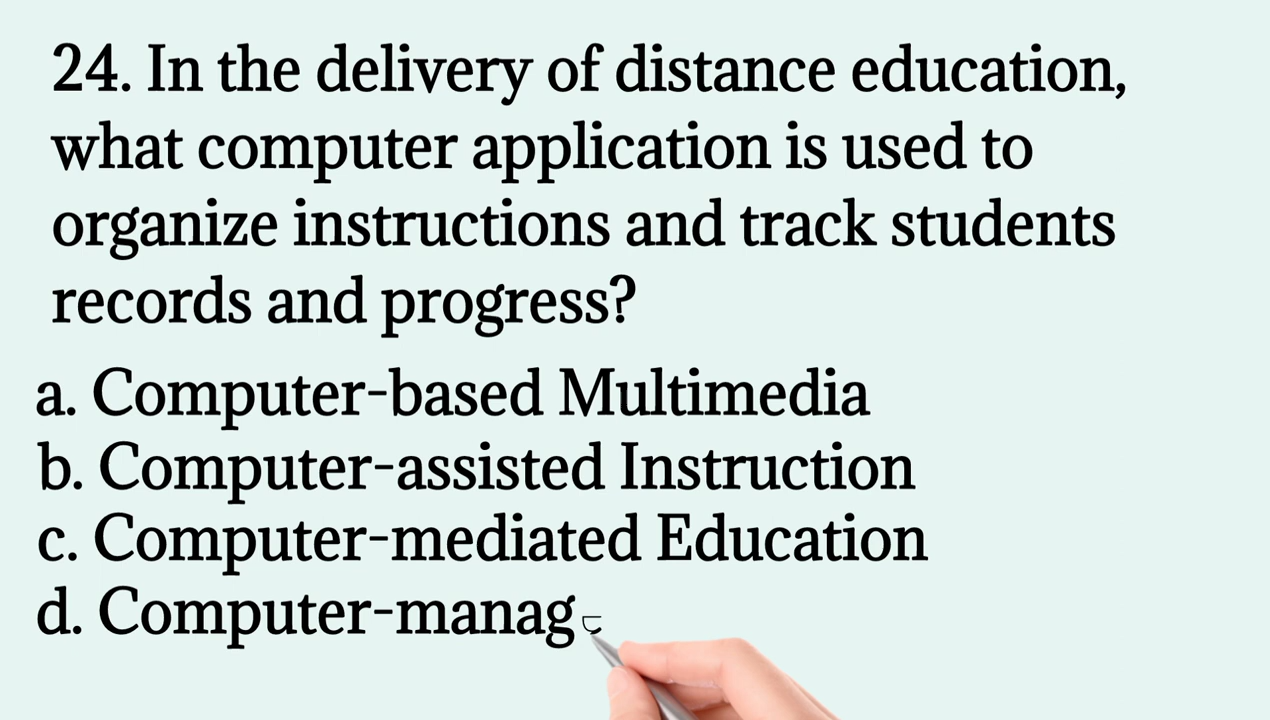 24. In the delivery of distance education,
what computer application is used to
organize instructions and track students
records and progress?
a. Computer-based Multimedia
b. Computer-assisted Instruction
c. Computer-mediated Education
d. Computer-manag